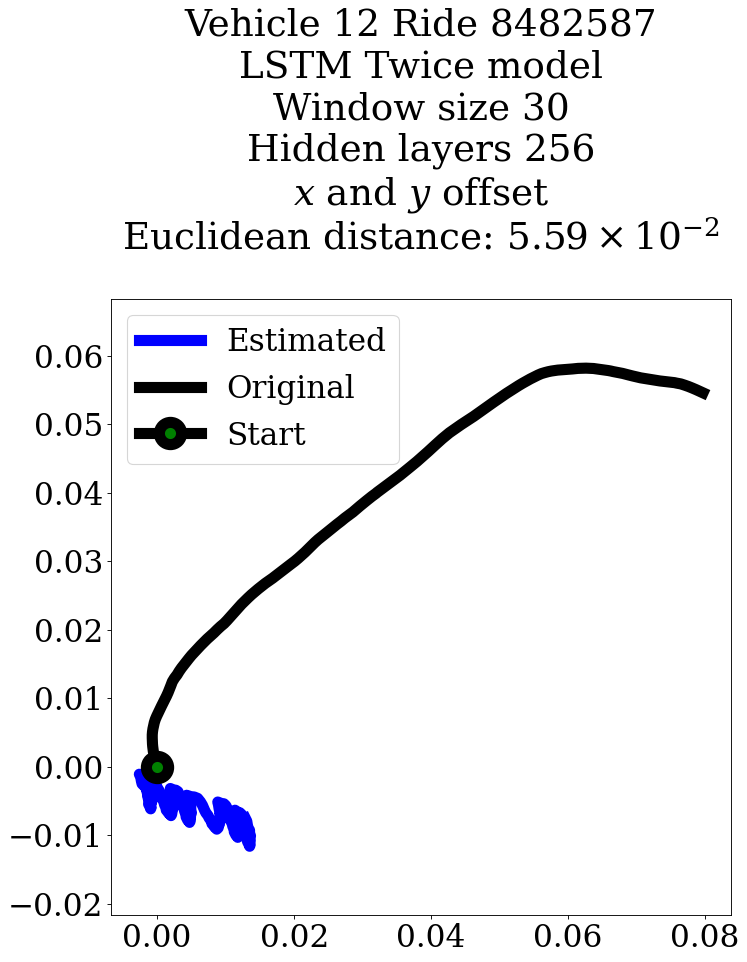 Vehicle 12 Ride 8482587
LSTM Twice model
Window size 30
Hidden layers 256
x and y offset
Euclidean distance: 5.59 × 10⁻²
Estimated
Original
Start
0.06
0.05
0.04
0.03
0.02
0.01
0.00
−0.01
−0.02
0.00 0.02 0.04 0.06 0.08